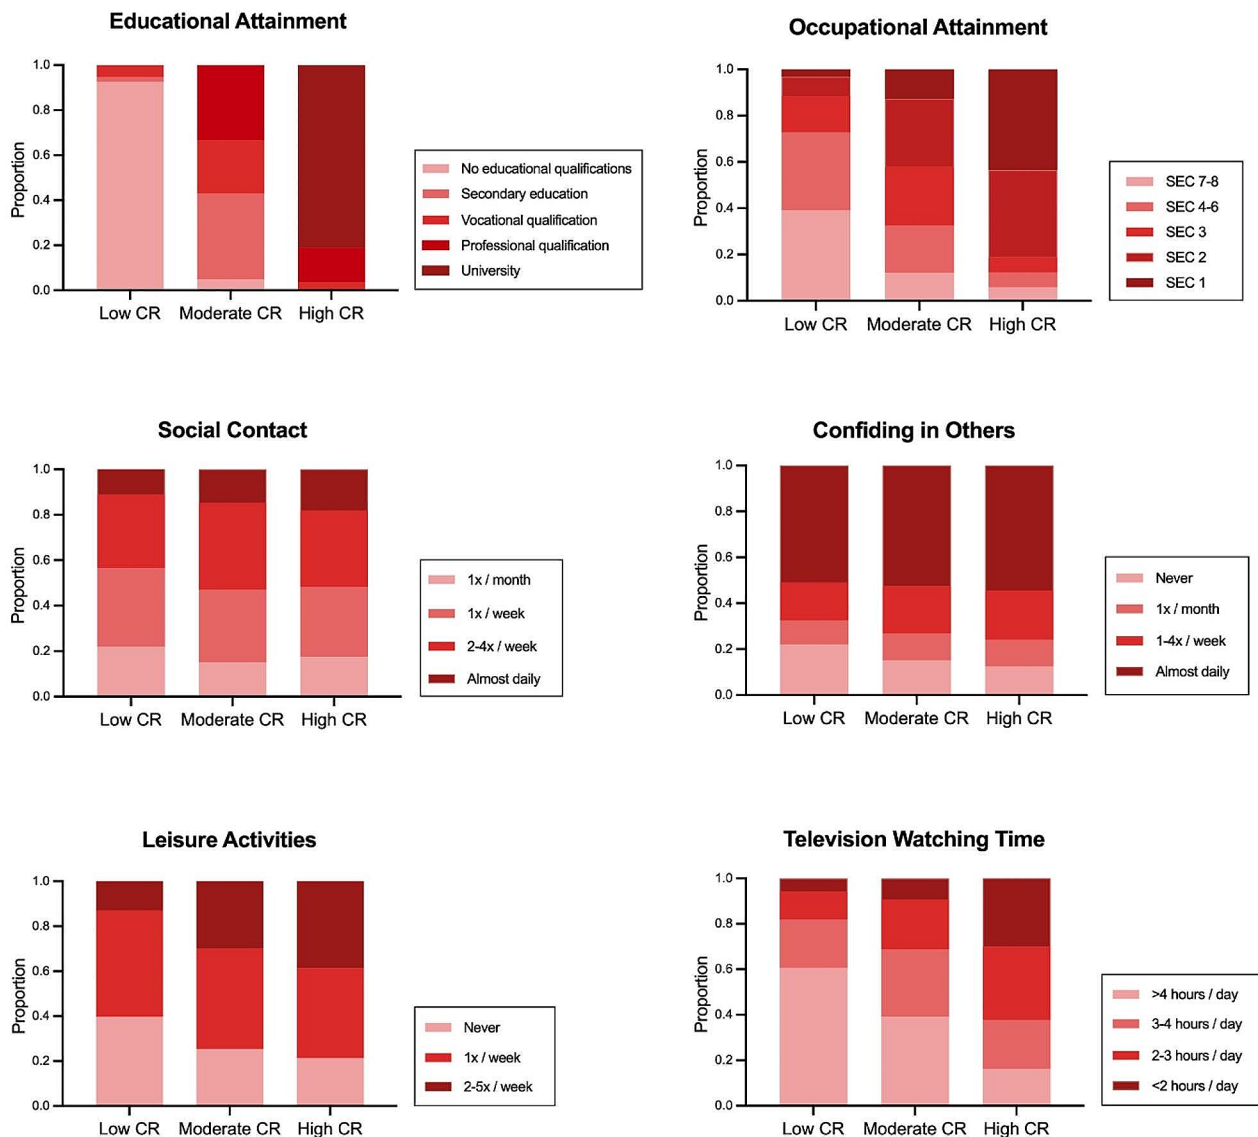 Educational Attainment
Proportion
1.0
0.8
0.6
0.4
0.2
0.0
Low CR
Moderate CR
High CR
No educational qualifications
Secondary education
Vocational qualification
Professional qualification
University
Occupational Attainment
Proportion
1.0
0.8
0.6
0.4
0.2
0.0
Low CR
Moderate CR
High CR
SEC 7-8
SEC 4-6
SEC 3
SEC 2
SEC 1
Social Contact
Proportion
1.0
0.8
0.6
0.4
0.2
0.0
Low CR
Moderate CR
High CR
1x / month
1x / week
2-4x / week
Almost daily
Confiding in Others
Proportion
1.0
0.8
0.6
0.4
0.2
0.0
Low CR
Moderate CR
High CR
Never
1x / month
1-4x / week
Almost daily
Leisure Activities
Proportion
1.0
0.8
0.6
0.4
0.2
0.0
Low CR
Moderate CR
High CR
Never
1x / week
2-5x / week
Television Watching Time
Proportion
1.0
0.8
0.6
0.4
0.2
0.0
Low CR
Moderate CR
High CR
>4 hours / day
3-4 hours / day
2-3 hours / day
<2 hours / day